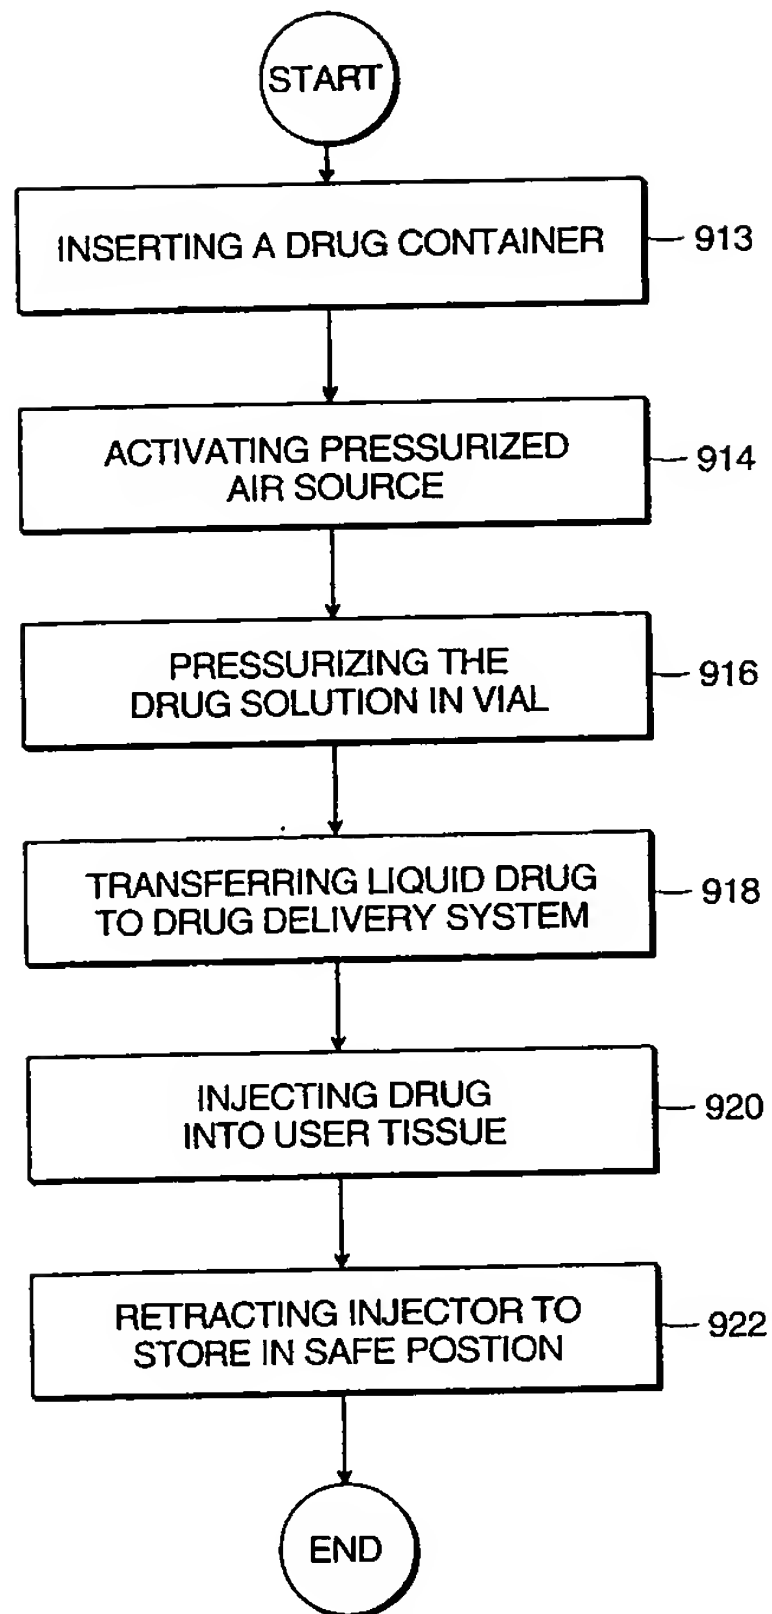 START
INSERTING A DRUG CONTAINER
913
ACTIVATING PRESSURIZED
AIR SOURCE
914
PRESSURIZING THE
DRUG SOLUTION IN VIAL
916
TRANSFERRING LIQUID DRUG
TO DRUG DELIVERY SYSTEM
918
INJECTING DRUG
INTO USER TISSUE
920
RETRACTING INJECTOR TO
STORE IN SAFE POSTION
922
END